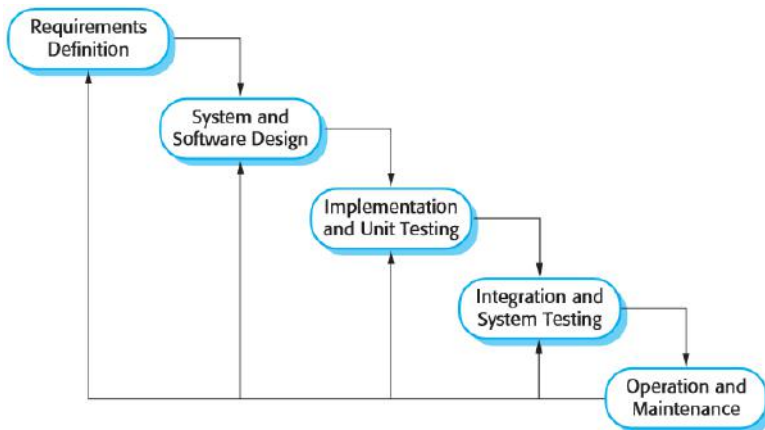 Requirements
Definition
System and
Software Design
Implementation
and Unit Testing
Integration and
System Testing
Operation and
Maintenance